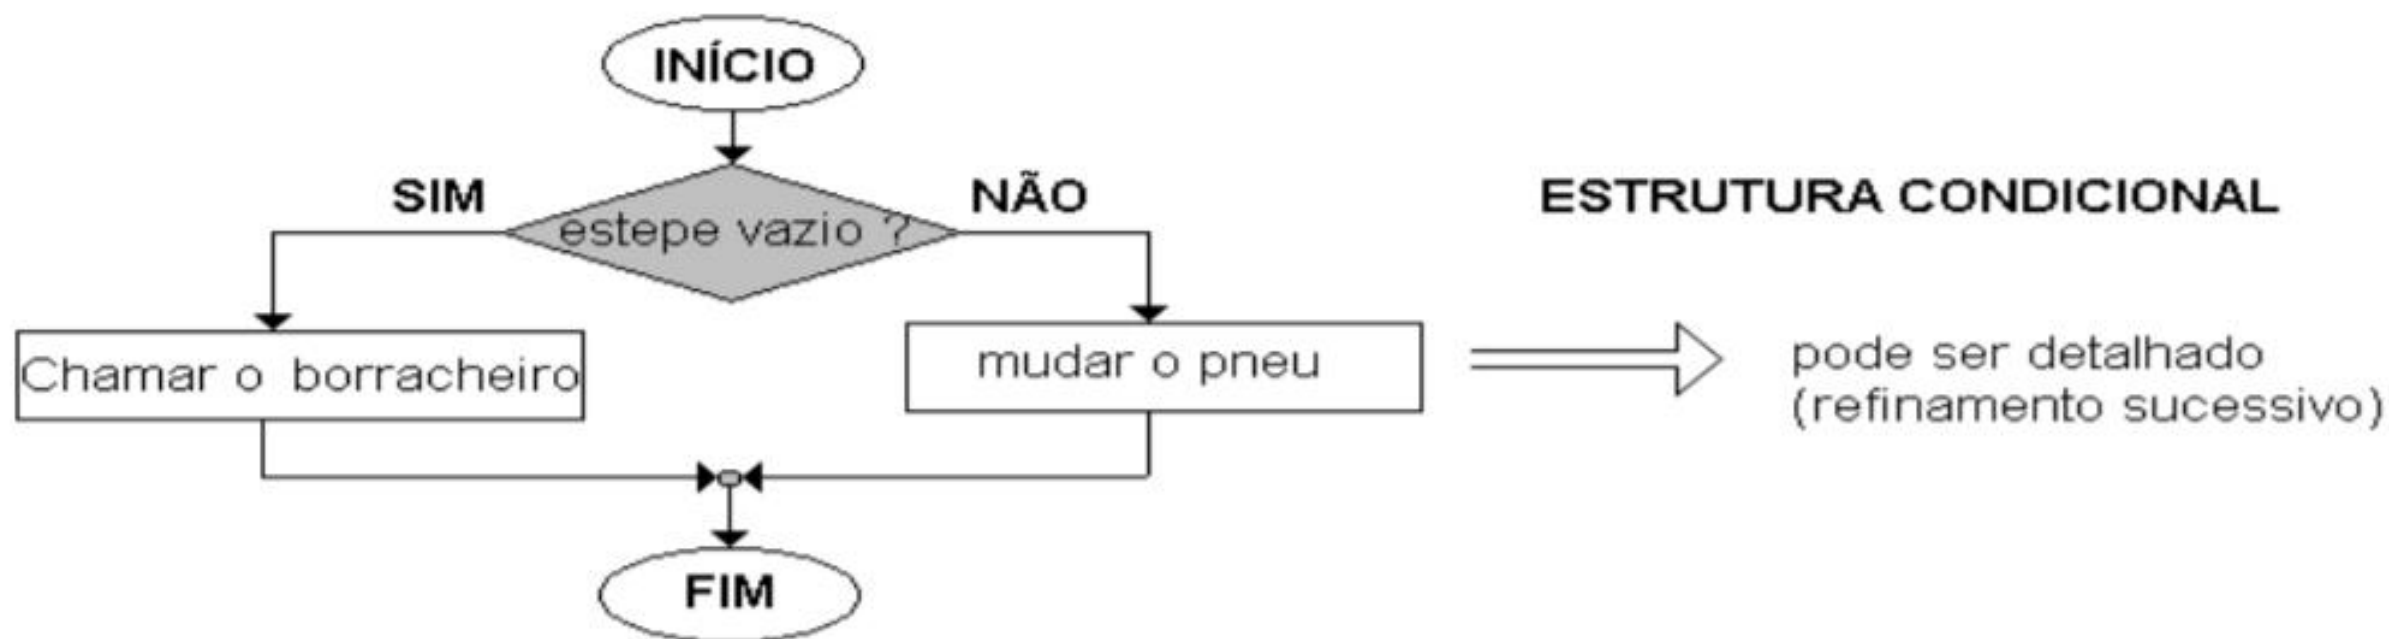 INÍCIO
SIM
NÃO
ESTRUTURA CONDICIONAL
estepe vazio ?
Chamar o borracheiro
mudar o pneu
pode ser detalhado
(refinamento sucessivo)
FIM